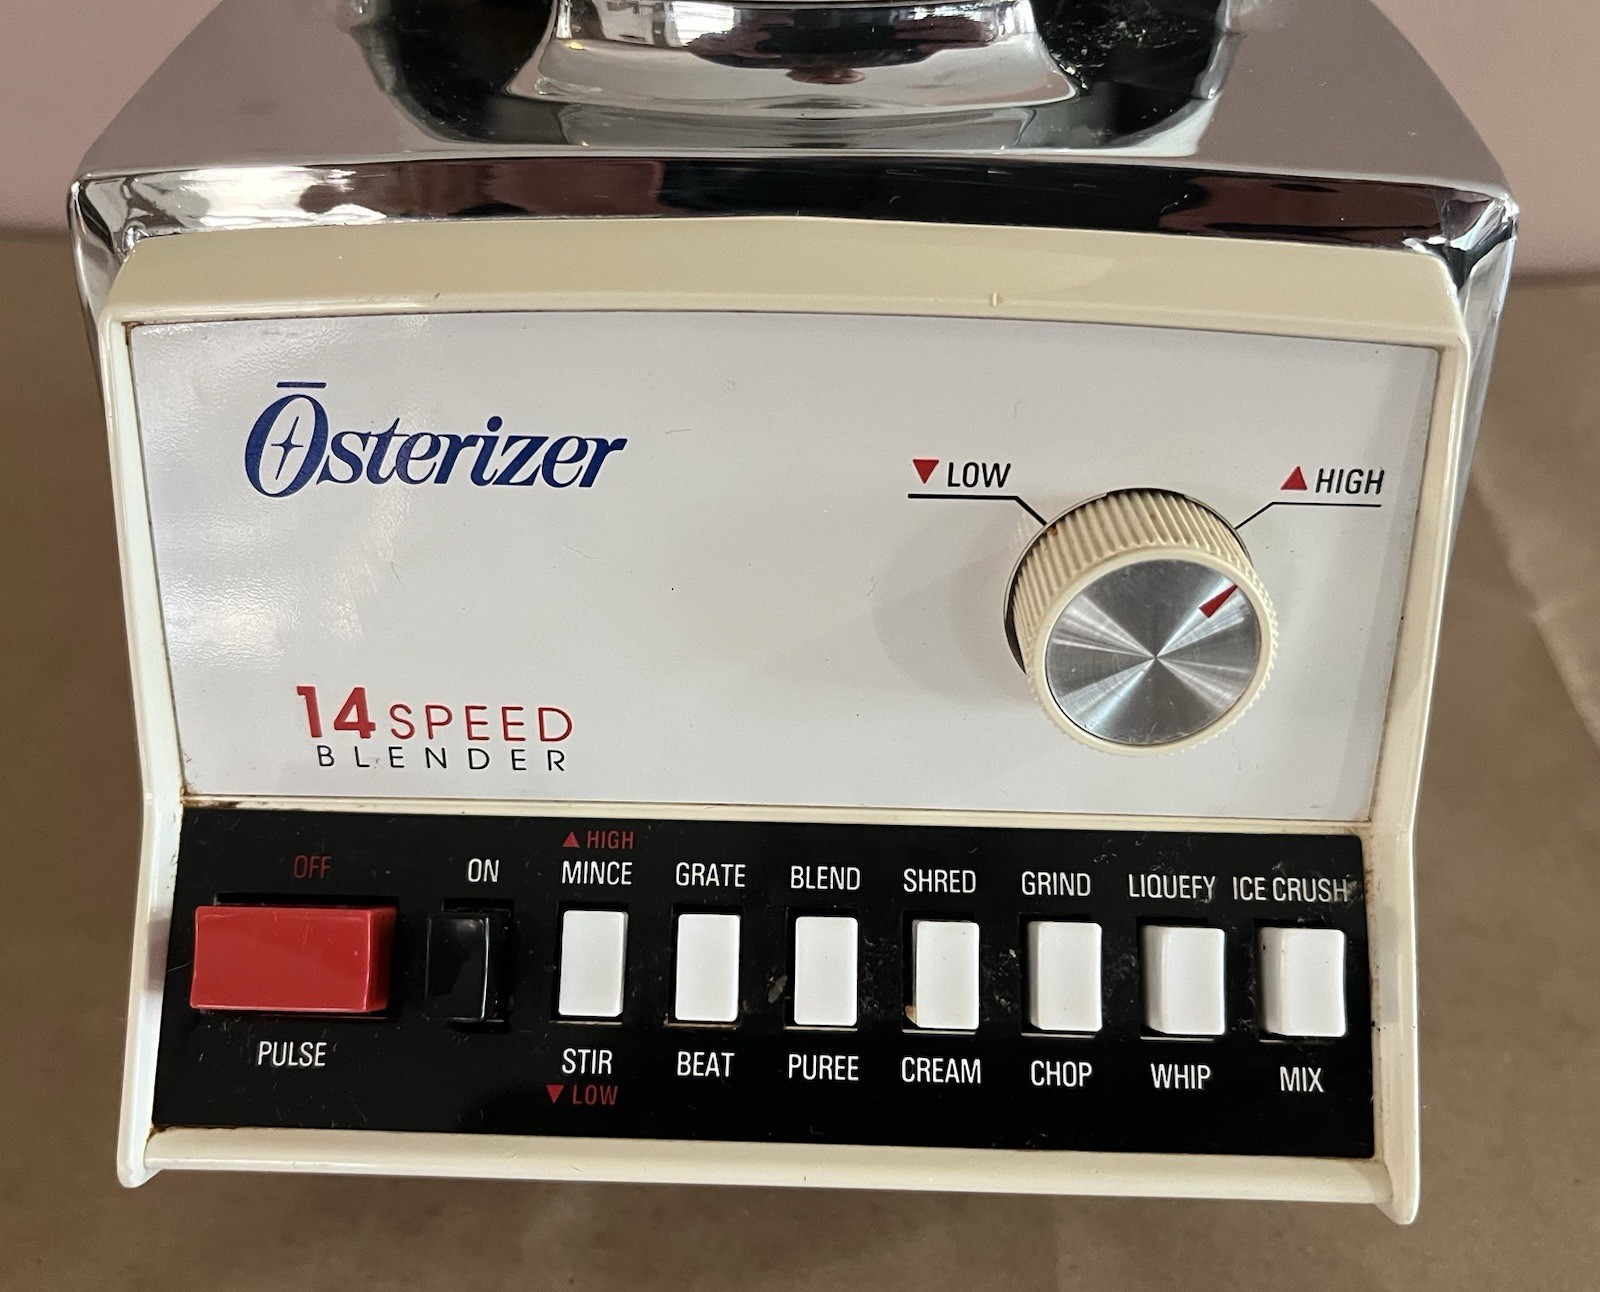 Ōsterizer
▼ LOW
▲ HIGH
14 SPEED
BLENDER
▲ HIGH
OFF ON MINCE GRATE BLEND SHRED GRIND LIQUEFY ICE CRUSH
PULSE STIR BEAT PUREE CREAM CHOP WHIP MIX
▼ LOW